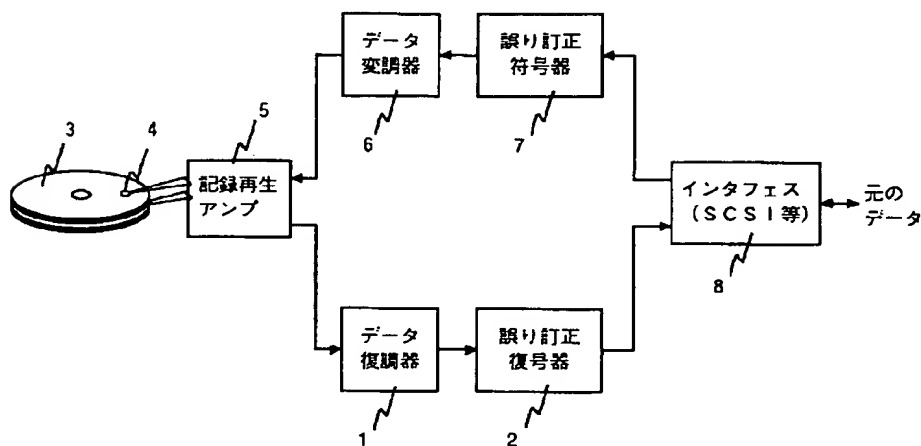 データ
変調器
6
誤り訂正
符号器
7
3
4
5
記録再生
アンプ
インタフェス
(SCSI等)
8
元の
データ
データ
復調器
1
誤り訂正
復号器
2